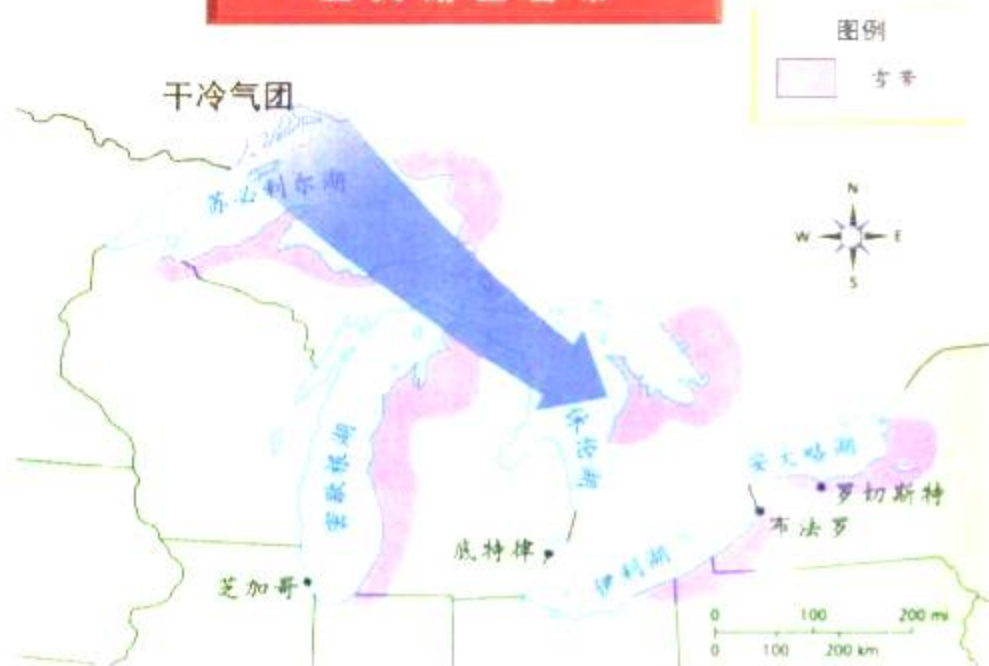 图例
雪带
干冷气团
苏必利尔湖
N
W
E
S
密歇根湖
休伦湖
安大略湖
罗切斯特
布法罗
底特律
伊利湖
芝加哥
0 100 200 mi
0 100 200 km